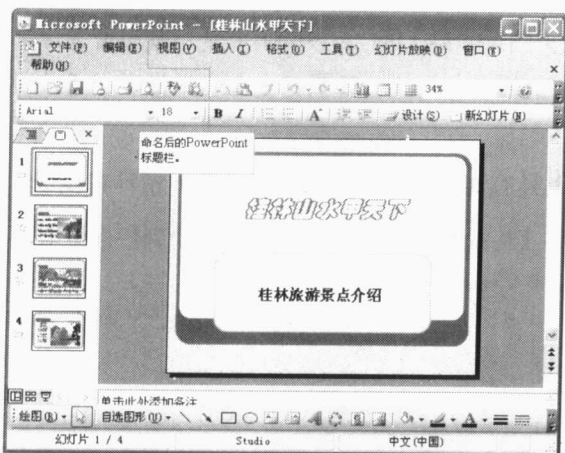 Microsoft PowerPoint - [桂林山水甲天下]
文件(F) 编辑(E) 视图(V) 插入(I) 格式(O) 工具(T) 幻灯片放映(D) 窗口(W)
帮助(H)
34%
Arial 18 B I A 设计(S) 新幻灯片(N)
命名后的PowerPoint
标题栏。
1
桂林山水甲天下
2
3
桂林旅游景点介绍
4
单击此处添加备注
绘图(R) 自选图形(U) A
幻灯片 1 / 4 Studio 中文(中国)